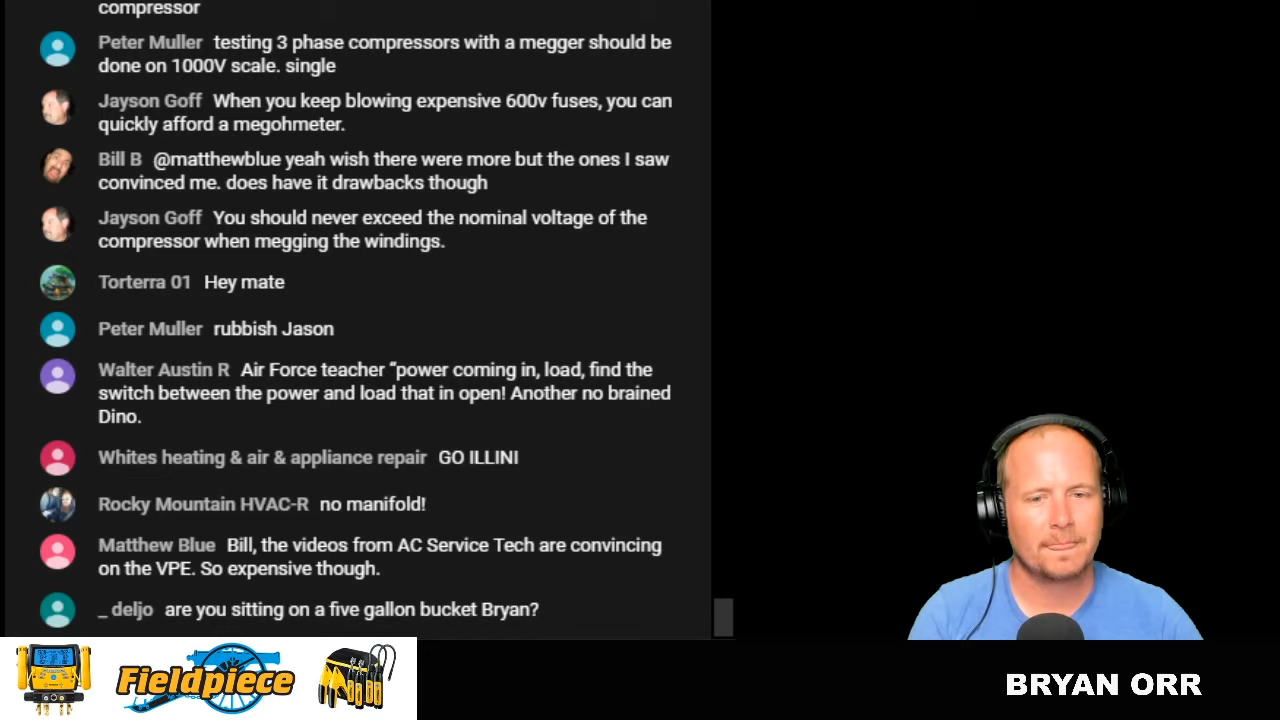 compressor
Peter Muller testing 3 phase compressors with a megger should be
done on 1000V scale. single
Jayson Goff When you keep blowing expensive 600v fuses, you can
quickly afford a megohmeter.
Bill B @matthewblue yeah wish there were more but the ones I saw
convinced me. does have it drawbacks though
Jayson Goff You should never exceed the nominal voltage of the
compressor when megging the windings.
Torterra 01 Hey mate
Peter Muller rubbish Jason
Walter Austin R Air Force teacher “power coming in, load, find the
switch between the power and load that in open! Another no brained
Dino.
Whites heating & air & appliance repair GO ILLINI
Rocky Mountain HVAC-R no manifold!
Matthew Blue Bill, the videos from AC Service Tech are convincing
on the VPE. So expensive though.
_ deljo are you sitting on a five gallon bucket Bryan?
Fieldpiece
BRYAN ORR